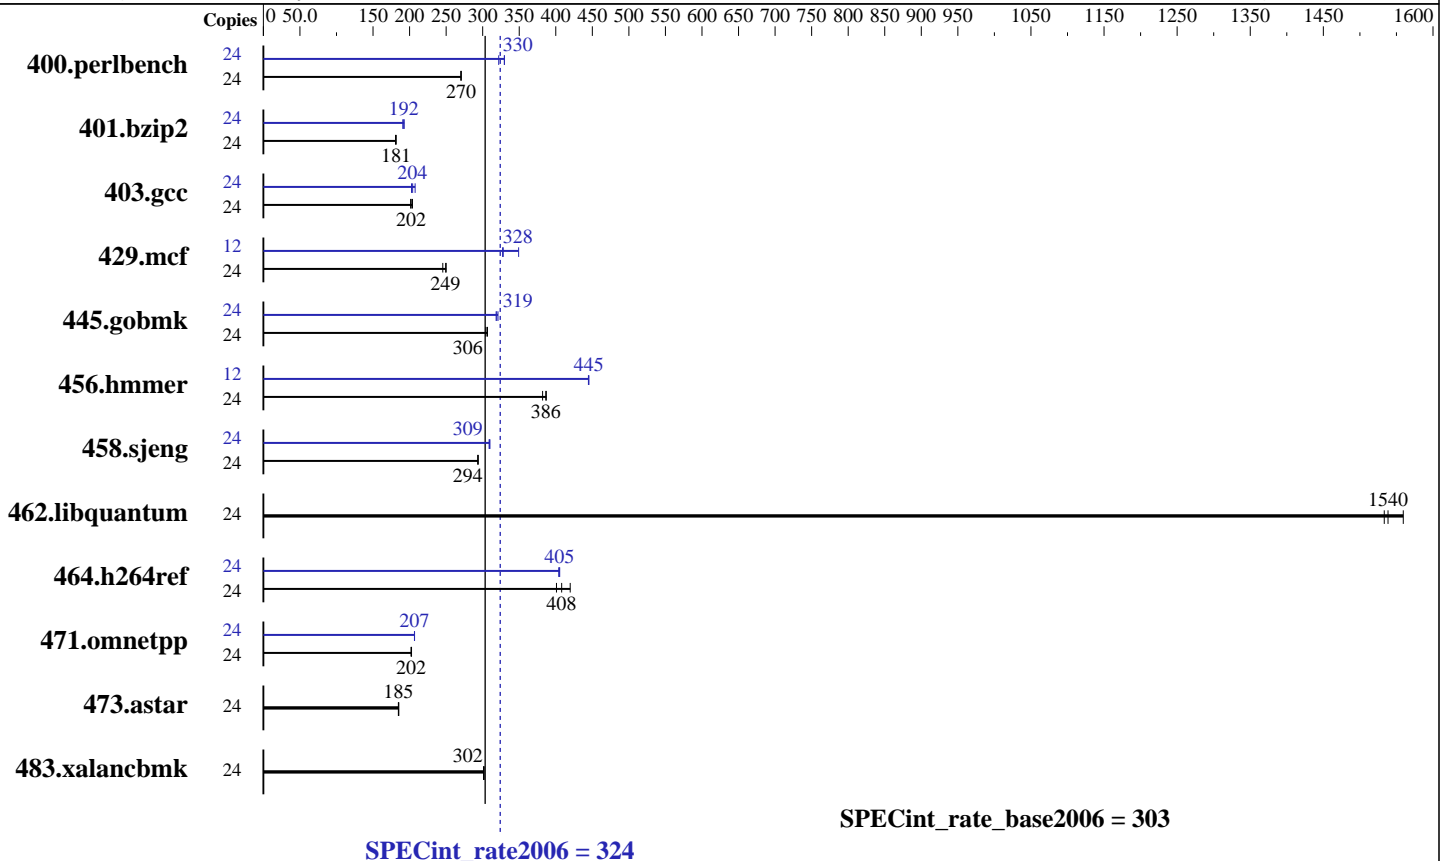 Copies 0 50.0 150 200 250 300 350 400 450 500 550 600 650 700 750 800 850 900 950 1050 1150 1250 1350 1450 1600
400.perlbench 24 330
24 270
401.bzip2 24 192
24 181
403.gcc 24 204
24 202
429.mcf 12 328
24 249
445.gobmk 24 319
24 306
456.hmmer 12 445
24 386
458.sjeng 24 309
24 294
462.libquantum 24 1540
464.h264ref 24 405
24 408
471.omnetpp 24 207
24 202
473.astar 24 185
483.xalancbmk 24 302
SPECint_rate_base2006 = 303
SPECint_rate2006 = 324